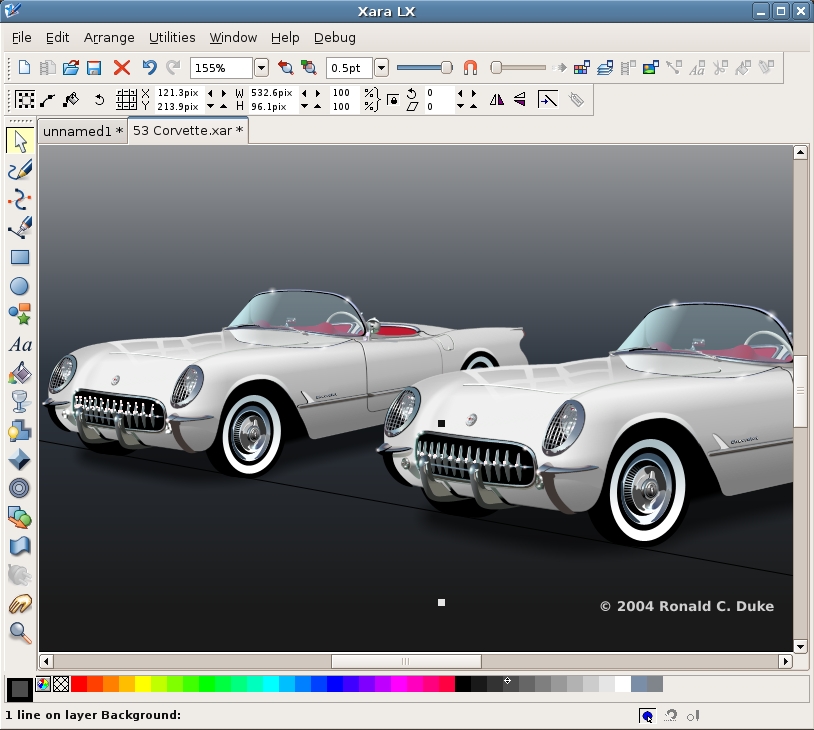 Xara LX
File Edit Arrange Utilities Window Help Debug
155% 0.5pt
X 121.3pix W 532.6pix 100 % 0
Y 213.9pix H 96.1pix 100 0
unnamed1 * 53 Corvette.xar *
Aa
© 2004 Ronald C. Duke
1 line on layer Background: